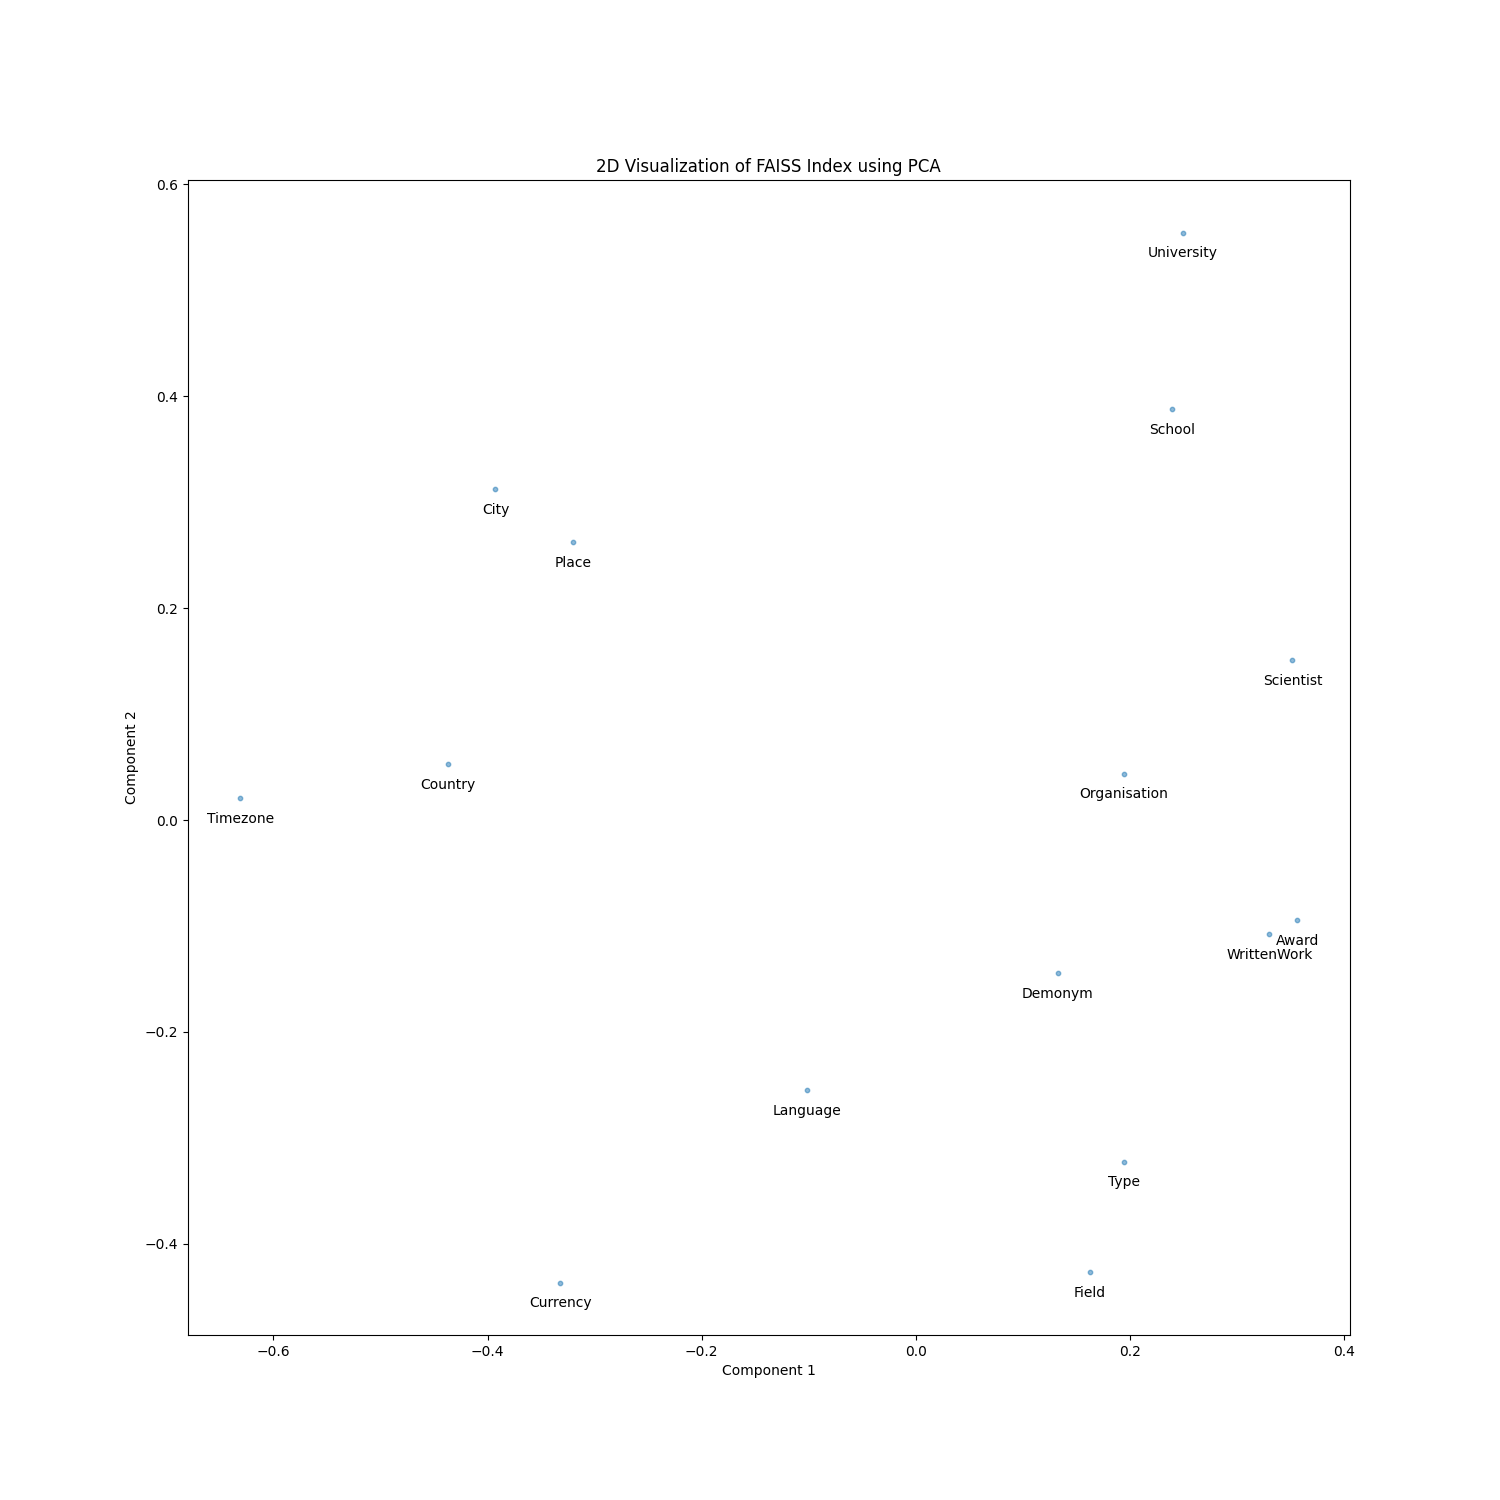 2D Visualization of FAISS Index using PCA
0.6
University
0.4
School
City
Place
0.2
Scientist
Component 2
Country
Organisation
Timezone
0.0
Award
WrittenWork
Demonym
−0.2
Language
Type
−0.4
Field
Currency
−0.6 −0.4 −0.2 0.0 0.2 0.4
Component 1